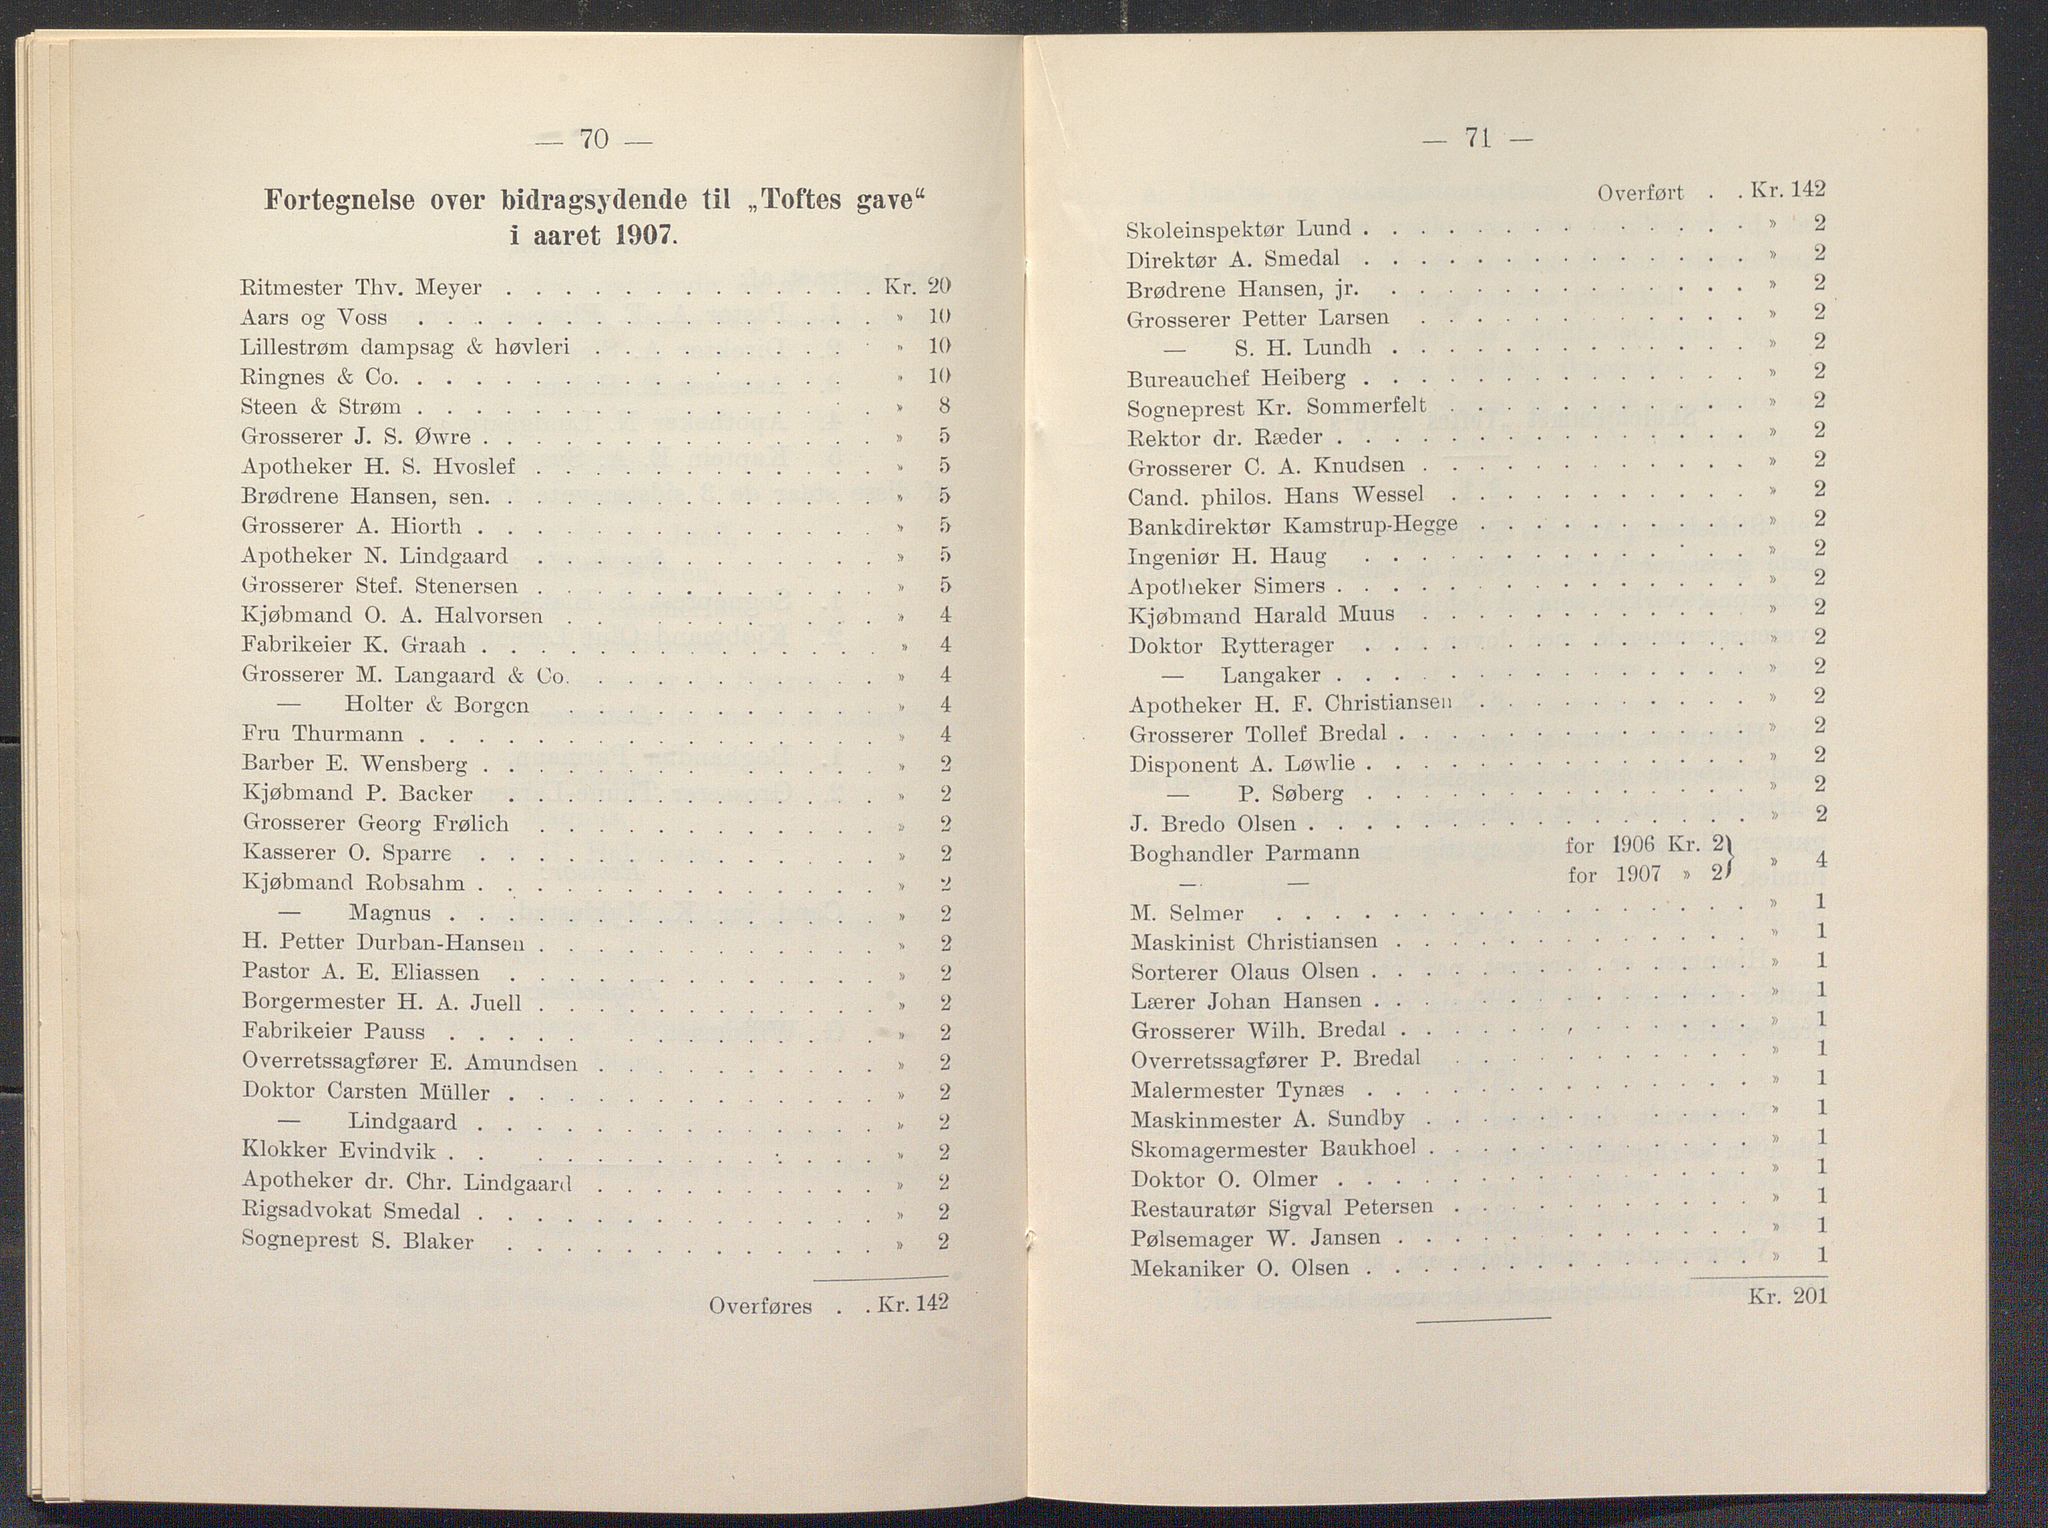 — 70 —
Fortegnelse over bidragsydende til „Toftes gave“
i aaret 1907.
Ritmester Thv. Meyer . . . . . . . . . . . . . Kr. 20
Aars og Voss . . . . . . . . . . . . . . . . » 10
Lillestrøm dampsag & høvleri . . . . . . . . . . » 10
Ringnes & Co. . . . . . . . . . . . . . . . . » 10
Steen & Strøm . . . . . . . . . . . . . . . . » 8
Grosserer J. S. Øwre . . . . . . . . . . . . . . » 5
Apotheker H. S. Hvoslef . . . . . . . . . . . . » 5
Brødrene Hansen, sen. . . . . . . . . . . . . . » 5
Grosserer A. Hiorth . . . . . . . . . . . . . . » 5
Apotheker N. Lindgaard . . . . . . . . . . . . » 5
Grosserer Stef. Stenersen . . . . . . . . . . . . » 5
Kjøbmand O. A. Halvorsen . . . . . . . . . . . » 4
Fabrikeier K. Graah . . . . . . . . . . . . . . » 4
Grosserer M. Langaard & Co. . . . . . . . . . . » 4
— Holter & Borgen . . . . . . . . . . . » 4
Fru Thurmann . . . . . . . . . . . . . . . . » 4
Barber E. Wensberg . . . . . . . . . . . . . . » 2
Kjøbmand P. Backer . . . . . . . . . . . . . » 2
Grosserer Georg Frølich . . . . . . . . . . . . » 2
Kasserer O. Sparre . . . . . . . . . . . . . . » 2
Kjøbmand Robsahm . . . . . . . . . . . . . . » 2
— Magnus . . . . . . . . . . . . . . . » 2
H. Petter Durban-Hansen . . . . . . . . . . . . » 2
Pastor A. E. Eliassen . . . . . . . . . . . . . » 2
Borgermester H. A. Juell . . . . . . . . . . . . » 2
Fabrikeier Pauss . . . . . . . . . . . . . . . » 2
Overretssagfører E. Amundsen . . . . . . . . . . » 2
Doktor Carsten Müller . . . . . . . . . . . . . » 2
— Lindgaard . . . . . . . . . . . . . . » 2
Klokker Evindvik . . . . . . . . . . . . . . » 2
Apotheker dr. Chr. Lindgaard . . . . . . . . . . » 2
Rigsadvokat Smedal . . . . . . . . . . . . . . » 2
Sogneprest S. Blaker . . . . . . . . . . . . . » 2
Overføres . . Kr. 142
— 71 —
Overført . . Kr. 142
Skoleinspektør Lund . . . . . . . . . . . . . . » 2
Direktør A. Smedal . . . . . . . . . . . . . . » 2
Brødrene Hansen, jr. . . . . . . . . . . . . . » 2
Grosserer Petter Larsen . . . . . . . . . . . . » 2
— S. H. Lundh . . . . . . . . . . . . . » 2
Bureauchef Heiberg . . . . . . . . . . . . . . » 2
Sogneprest Kr. Sommerfelt . . . . . . . . . . . » 2
Rektor dr. Ræder . . . . . . . . . . . . . . . » 2
Grosserer C. A. Knudsen . . . . . . . . . . . . » 2
Cand. philos. Hans Wessel . . . . . . . . . . . » 2
Bankdirektør Kamstrup-Hegge . . . . . . . . . . » 2
Ingeniør H. Haug . . . . . . . . . . . . . . » 2
Apotheker Simers . . . . . . . . . . . . . . . » 2
Kjøbmand Harald Muus . . . . . . . . . . . . » 2
Doktor Rytterager . . . . . . . . . . . . . . » 2
— Langaker . . . . . . . . . . . . . . . » 2
Apotheker H. F. Christiansen . . . . . . . . . . » 2
Grosserer Tollef Bredal . . . . . . . . . . . . . » 2
Disponent A. Løwlie . . . . . . . . . . . . . . » 2
— P. Søberg . . . . . . . . . . . . . . » 2
J. Bredo Olsen . . . . . . . . . . . . . . . . » 2
Boghandler Parmann for 1906 Kr. 2} » 4
— — for 1907 » 2}
M. Selmer . . . . . . . . . . . . . . . . . » 1
Maskinist Christiansen . . . . . . . . . . . . . » 1
Sorterer Olaus Olsen . . . . . . . . . . . . . . » 1
Lærer Johan Hansen . . . . . . . . . . . . . . » 1
Grosserer Wilh. Bredal . . . . . . . . . . . . . » 1
Overretssagfører P. Bredal . . . . . . . . . . . » 1
Malermester Tynæs . . . . . . . . . . . . . . » 1
Maskinmester A. Sundby . . . . . . . . . . . . » 1
Skomagermester Baukhoel . . . . . . . . . . . . » 1
Doktor O. Olmer . . . . . . . . . . . . . . . » 1
Restauratør Sigval Petersen . . . . . . . . . . . » 1
Pølsemager W. Jansen . . . . . . . . . . . . . » 1
Mekaniker O. Olsen . . . . . . . . . . . . . . » 1
Kr. 201